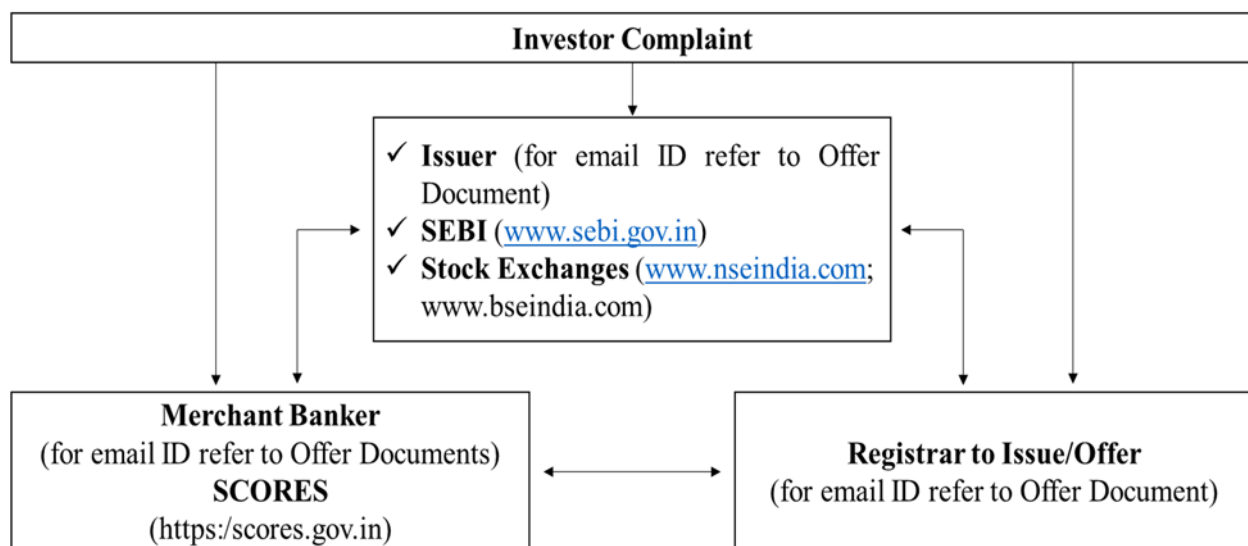 Investor Complaint
✓ Issuer (for email ID refer to Offer
Document)
✓ SEBI (www.sebi.gov.in)
✓ Stock Exchanges (www.nseindia.com;
www.bseindia.com)
Merchant Banker
(for email ID refer to Offer Documents)
SCORES
(https:/scores.gov.in)
Registrar to Issue/Offer
(for email ID refer to Offer Document)